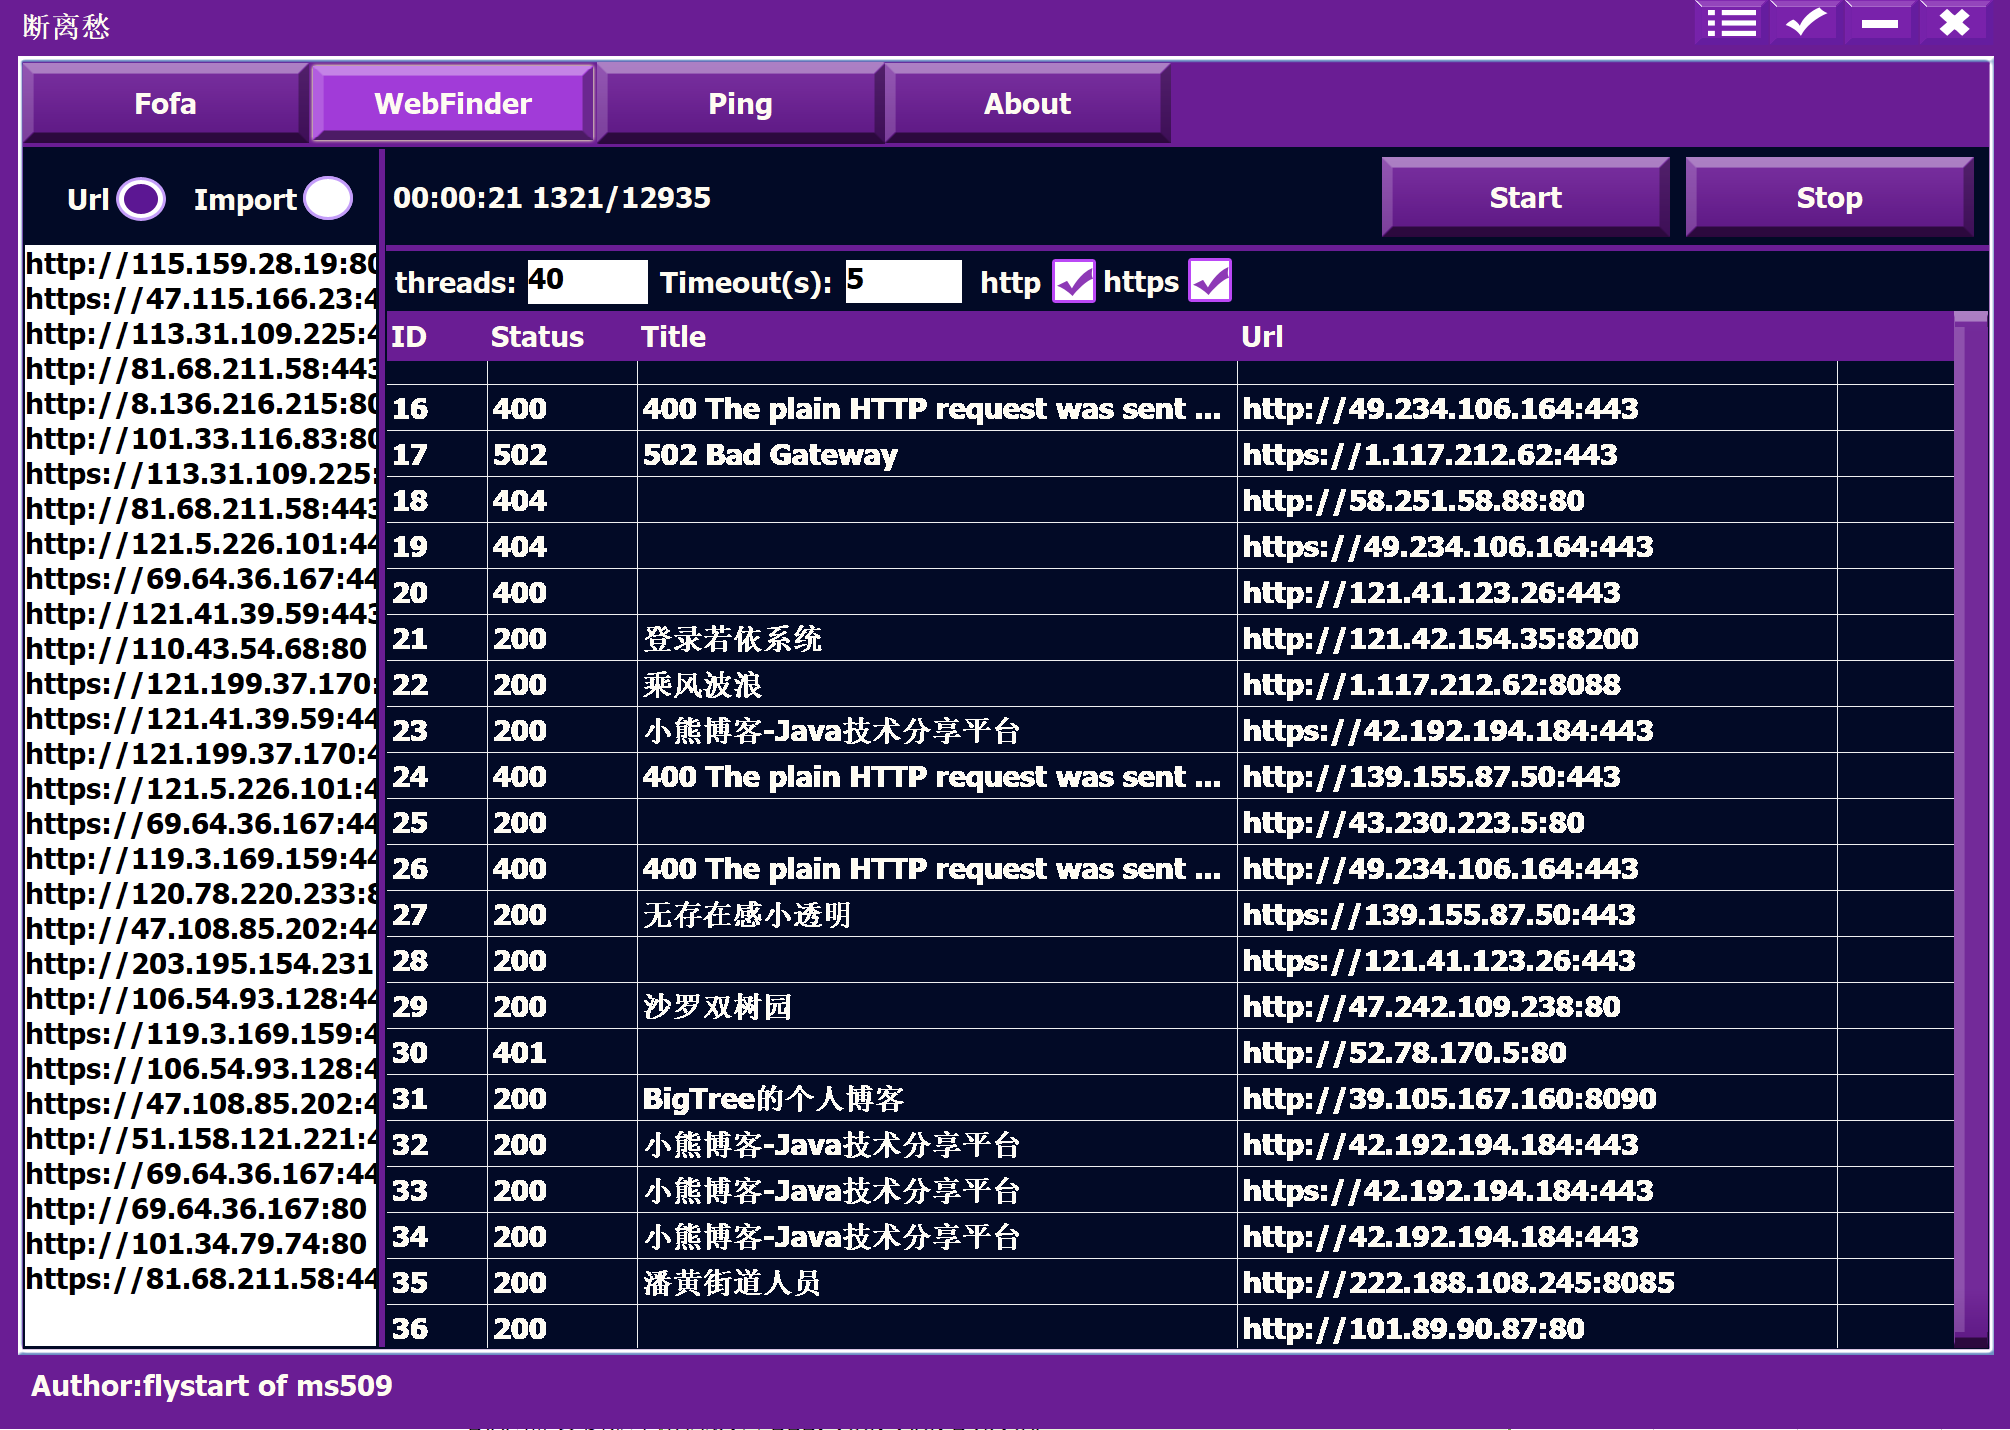 断离愁
Fofa WebFinder Ping About
Url Import 00:00:21 1321/12935 Start Stop
threads: 40 Timeout(s): 5 http https
http://115.159.28.19:80
https://47.115.166.23:4
http://113.31.109.225:4
http://81.68.211.58:443
http://8.136.216.215:80
http://101.33.116.83:80
https://113.31.109.225:
http://81.68.211.58:443
http://121.5.226.101:44
https://69.64.36.167:44
http://121.41.39.59:443
http://110.43.54.68:80
https://121.199.37.170:
https://121.41.39.59:44
http://121.199.37.170:4
https://121.5.226.101:4
https://69.64.36.167:44
http://119.3.169.159:44
http://120.78.220.233:8
http://47.108.85.202:44
http://203.195.154.231
http://106.54.93.128:44
https://119.3.169.159:4
https://106.54.93.128:4
https://47.108.85.202:4
http://51.158.121.221:4
https://69.64.36.167:44
http://69.64.36.167:80
http://101.34.79.74:80
https://81.68.211.58:44
ID Status Title Url
16 400 400 The plain HTTP request was sent ... http://49.234.106.164:443
17 502 502 Bad Gateway https://1.117.212.62:443
18 404 http://58.251.58.88:80
19 404 https://49.234.106.164:443
20 400 http://121.41.123.26:443
21 200 登录若依系统 http://121.42.154.35:8200
22 200 乘风波浪 http://1.117.212.62:8088
23 200 小熊博客-Java技术分享平台 https://42.192.194.184:443
24 400 400 The plain HTTP request was sent ... http://139.155.87.50:443
25 200 http://43.230.223.5:80
26 400 400 The plain HTTP request was sent ... http://49.234.106.164:443
27 200 无存在感小透明 https://139.155.87.50:443
28 200 https://121.41.123.26:443
29 200 沙罗双树园 http://47.242.109.238:80
30 401 http://52.78.170.5:80
31 200 BigTree的个人博客 http://39.105.167.160:8090
32 200 小熊博客-Java技术分享平台 http://42.192.194.184:443
33 200 小熊博客-Java技术分享平台 https://42.192.194.184:443
34 200 小熊博客-Java技术分享平台 http://42.192.194.184:443
35 200 潘黄街道人员 http://222.188.108.245:8085
36 200 http://101.89.90.87:80
Author:flystart of ms509